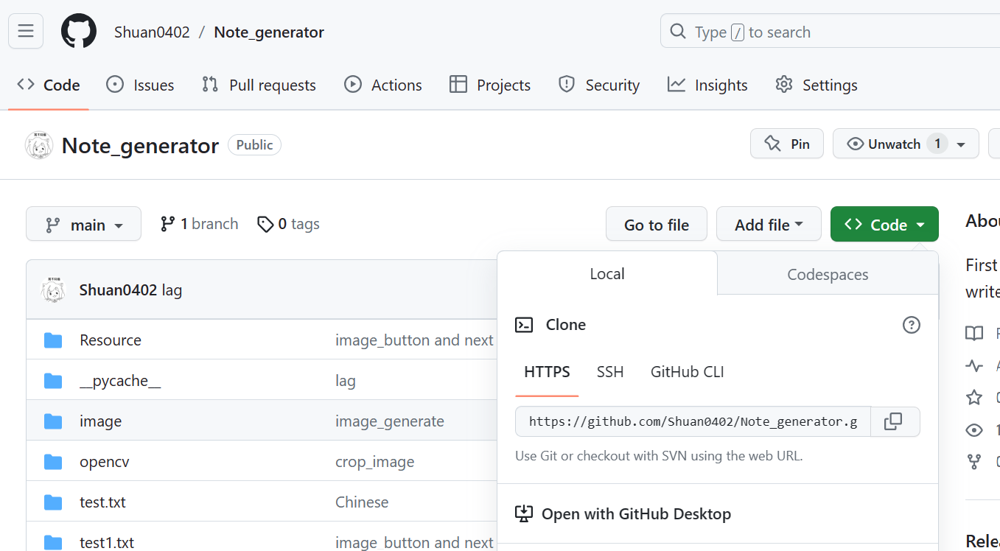 Shuan0402 / Note_generator
Type / to search
Code Issues Pull requests Actions Projects Security Insights Settings
Note_generator Public
Pin Unwatch 1
main 1 branch 0 tags
Go to file Add file Code
Abou
Local Codespaces
First
write
Shuan0402 lag
Clone
Resource image_button and next
HTTPS SSH GitHub CLI
__pycache__ lag
image image_generate
https://github.com/Shuan0402/Note_generator.g
Use Git or checkout with SVN using the web URL.
opencv crop_image
test.txt Chinese
Open with GitHub Desktop
test1.txt image_button and next
Rele